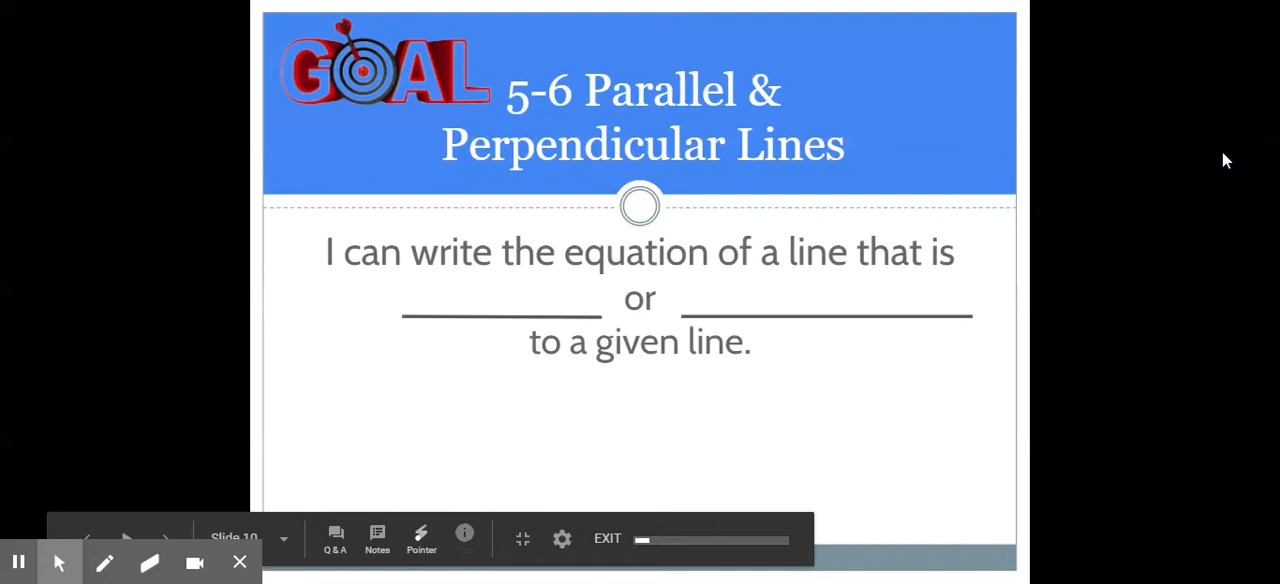 GOAL
5-6 Parallel &
Perpendicular Lines
I can write the equation of a line that is
or
to a given line.
Slide 10
Q & A
Notes
Pointer
EXIT